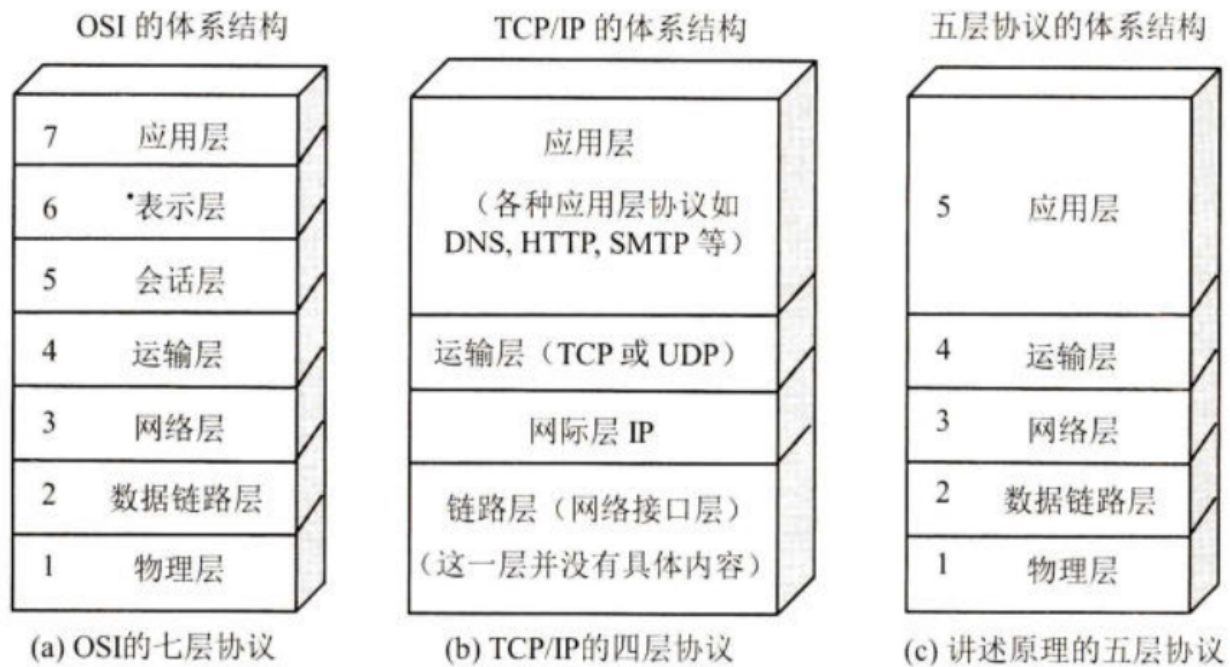 OSI 的体系结构
7 应用层
6 表示层
5 会话层
4 运输层
3 网络层
2 数据链路层
1 物理层
(a) OSI的七层协议
TCP/IP 的体系结构
应用层
（各种应用层协议如
DNS, HTTP, SMTP 等）
运输层（TCP 或 UDP）
网际层 IP
链路层（网络接口层）
（这一层并没有具体内容）
(b) TCP/IP的四层协议
五层协议的体系结构
5 应用层
4 运输层
3 网络层
2 数据链路层
1 物理层
(c) 讲述原理的五层协议